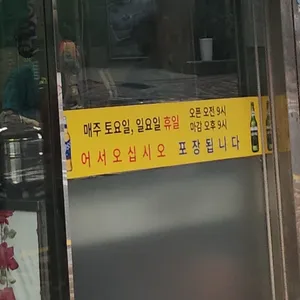 매주 토요일, 일요일 휴일
오픈 오전 9시
마감 오후 9시
어서오십시오 포장됩니다